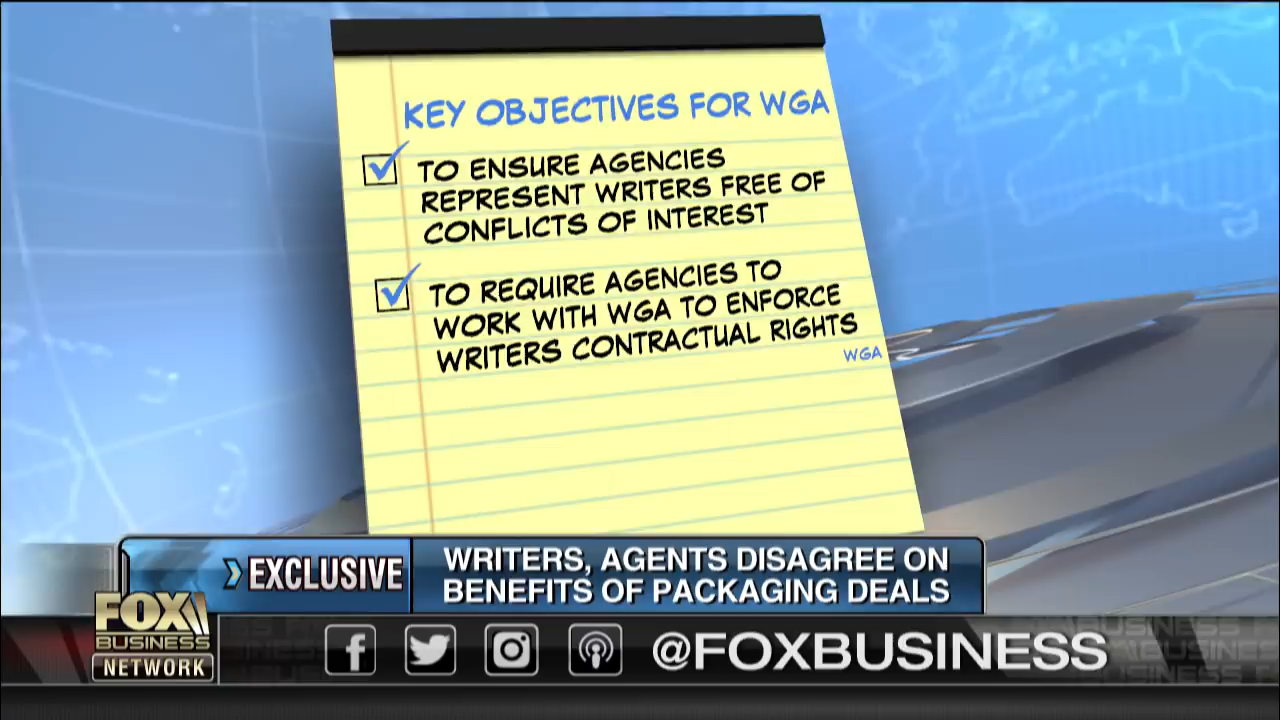 KEY OBJECTIVES FOR WGA
TO ENSURE AGENCIES
REPRESENT WRITERS FREE OF
CONFLICTS OF INTEREST
TO REQUIRE AGENCIES TO
WORK WITH WGA TO ENFORCE
WRITERS CONTRACTUAL RIGHTS
WGA
EXCLUSIVE
WRITERS, AGENTS DISAGREE ON
BENEFITS OF PACKAGING DEALS
FOX
BUSINESS
NETWORK
@FOXBUSINESS